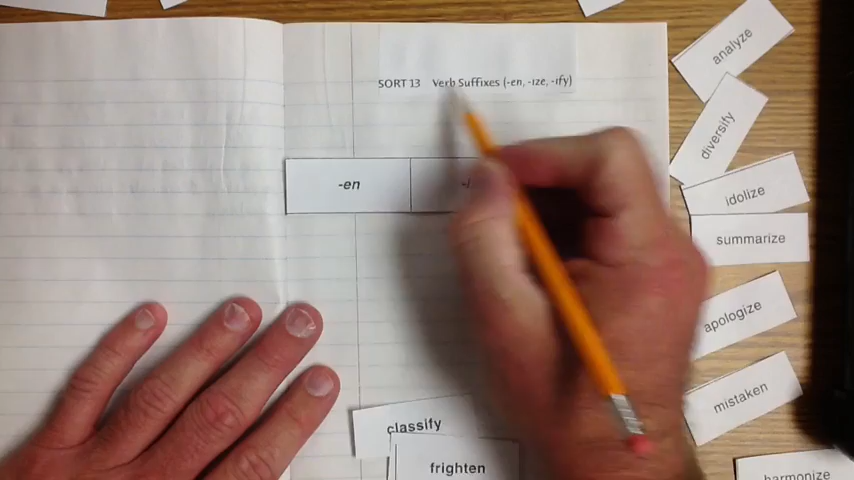 SORT 13 Verb Suffixes (-en, -ize, -ify)
-en
analyze
diversify
idolize
summarize
apologize
mistaken
harmonize
classify
frighten